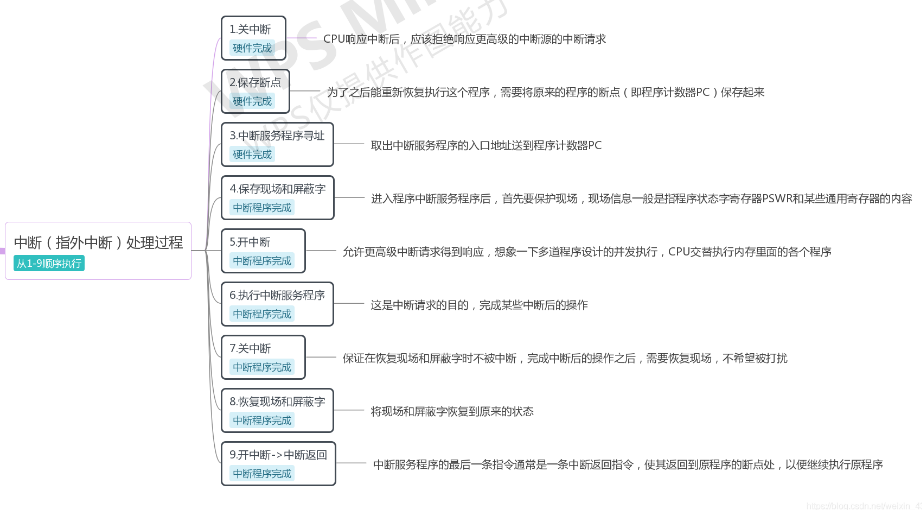 中断（指外中断）处理过程
从1-9顺序执行
1.关中断
硬件完成
CPU响应中断后，应该拒绝响应更高级的中断源的中断请求
2.保存断点
硬件完成
为了之后能重新恢复执行这个程序，需要将原来的程序的断点（即程序计数器PC）保存起来
3.中断服务程序寻址
硬件完成
取出中断服务程序的入口地址送到程序计数器PC
4.保存现场和屏蔽字
中断程序完成
进入程序中断服务程序后，首先要保护现场，现场信息一般是指程序状态字寄存器PSWR和某些通用寄存器的内容
5.开中断
中断程序完成
允许更高级中断请求得到响应，想象一下多道程序设计的并发执行，CPU交替执行内存里面的各个程序
6.执行中断服务程序
中断程序完成
这是中断请求的目的，完成某些中断后的操作
7.关中断
中断程序完成
保证在恢复现场和屏蔽字时不被中断，完成中断后的操作之后，需要恢复现场，不希望被打扰
8.恢复现场和屏蔽字
中断程序完成
将现场和屏蔽字恢复到原来的状态
9.开中断->中断返回
中断程序完成
中断服务程序的最后一条指令通常是一条中断返回指令，使其返回到原程序的断点处，以便继续执行原程序
WPS
WPS仅提供作图能力